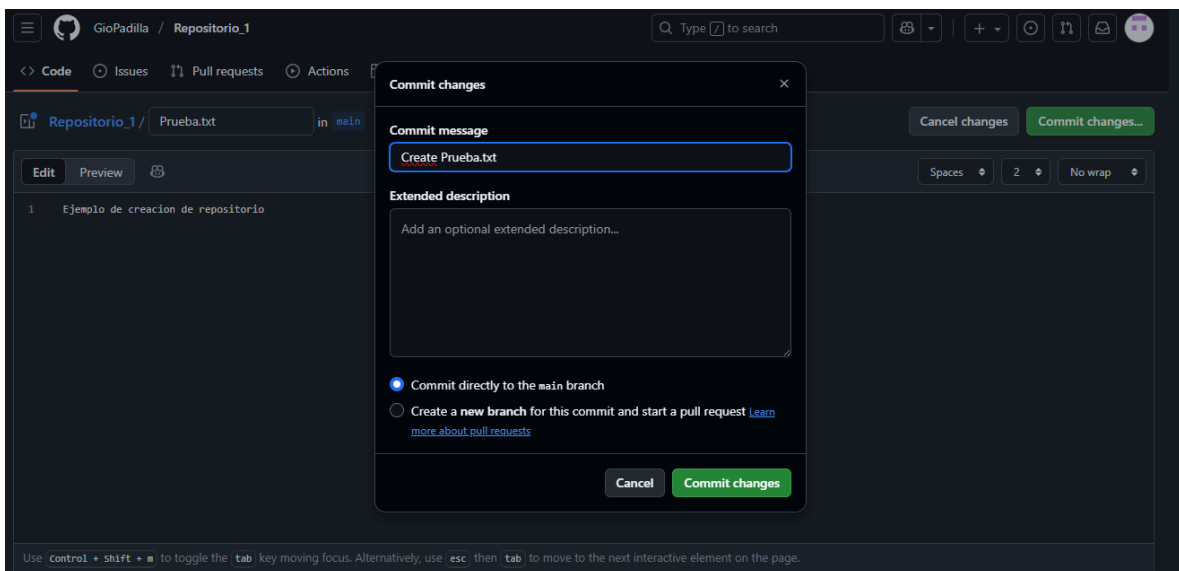 GioPadilla / Repositorio_1
Type / to search
<> Code Issues Pull requests Actions
Repositorio_1 / Prueba.txt in main
Cancel changes Commit changes...
Edit Preview
Spaces 2 No wrap
1 Ejemplo de creacion de repositorio
Commit changes
Commit message
Create Prueba.txt
Extended description
Add an optional extended description...
Commit directly to the main branch
Create a new branch for this commit and start a pull request Learn
more about pull requests
Cancel Commit changes
Use Control + Shift + m to toggle the tab key moving focus. Alternatively, use esc then tab to move to the next interactive element on the page.